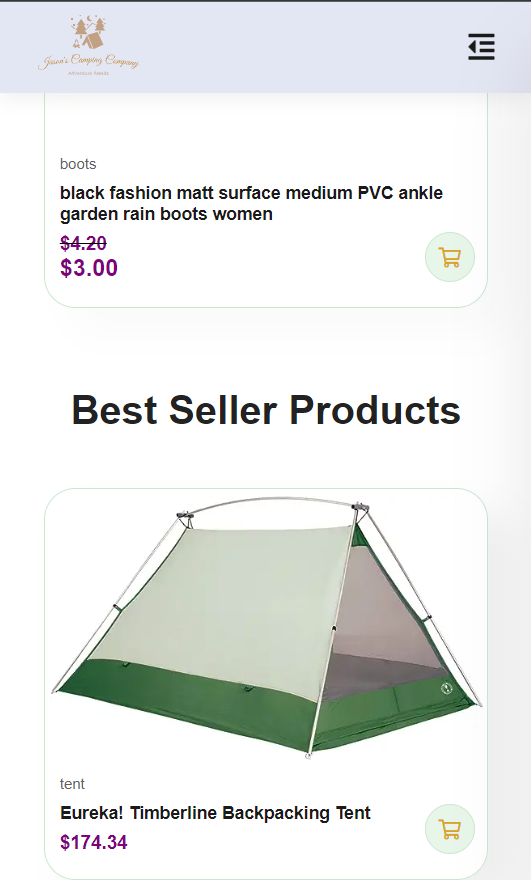 Jason's Camping Company
Adventure Awaits
boots
black fashion matt surface medium PVC ankle
garden rain boots women
$4.20
$3.00
Best Seller Products
tent
Eureka! Timberline Backpacking Tent
$174.34